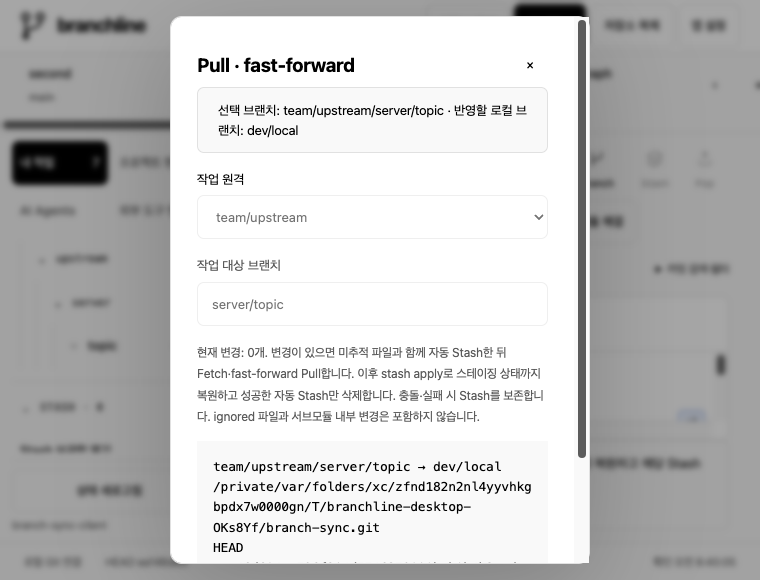 branchline
second
main
Pull · fast-forward
×
선택 브랜치: team/upstream/server/topic · 반영할 로컬 브
랜치: dev/local
작업 원격
team/upstream
작업 대상 브랜치
server/topic
현재 변경: 0개. 변경이 있으면 미추적 파일과 함께 자동 Stash한 뒤
Fetch·fast-forward Pull합니다. 이후 stash apply로 스테이징 상태까지
복원하고 성공한 자동 Stash만 삭제합니다. 충돌·실패 시 Stash를 보존합니
다. ignored 파일과 서브모듈 내부 변경은 포함하지 않습니다.
team/upstream/server/topic → dev/local
/private/var/folders/xc/zfnd182n2nl4yyvhkg
bpdx7w0000gn/T/branchline-desktop-
OKs8Yf/branch-sync.git
HEAD
AI Agents
upstream
server
topic